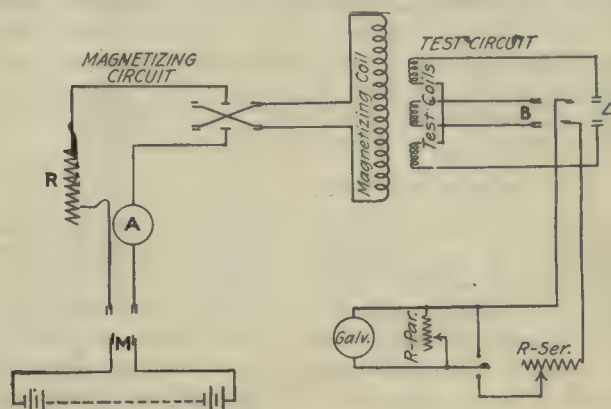 MAGNETIZING
CIRCUIT
R
A
M
Magnetizing Coil
TEST CIRCUIT
Test Coils
B
Galv.
R-Par.
R-Ser.